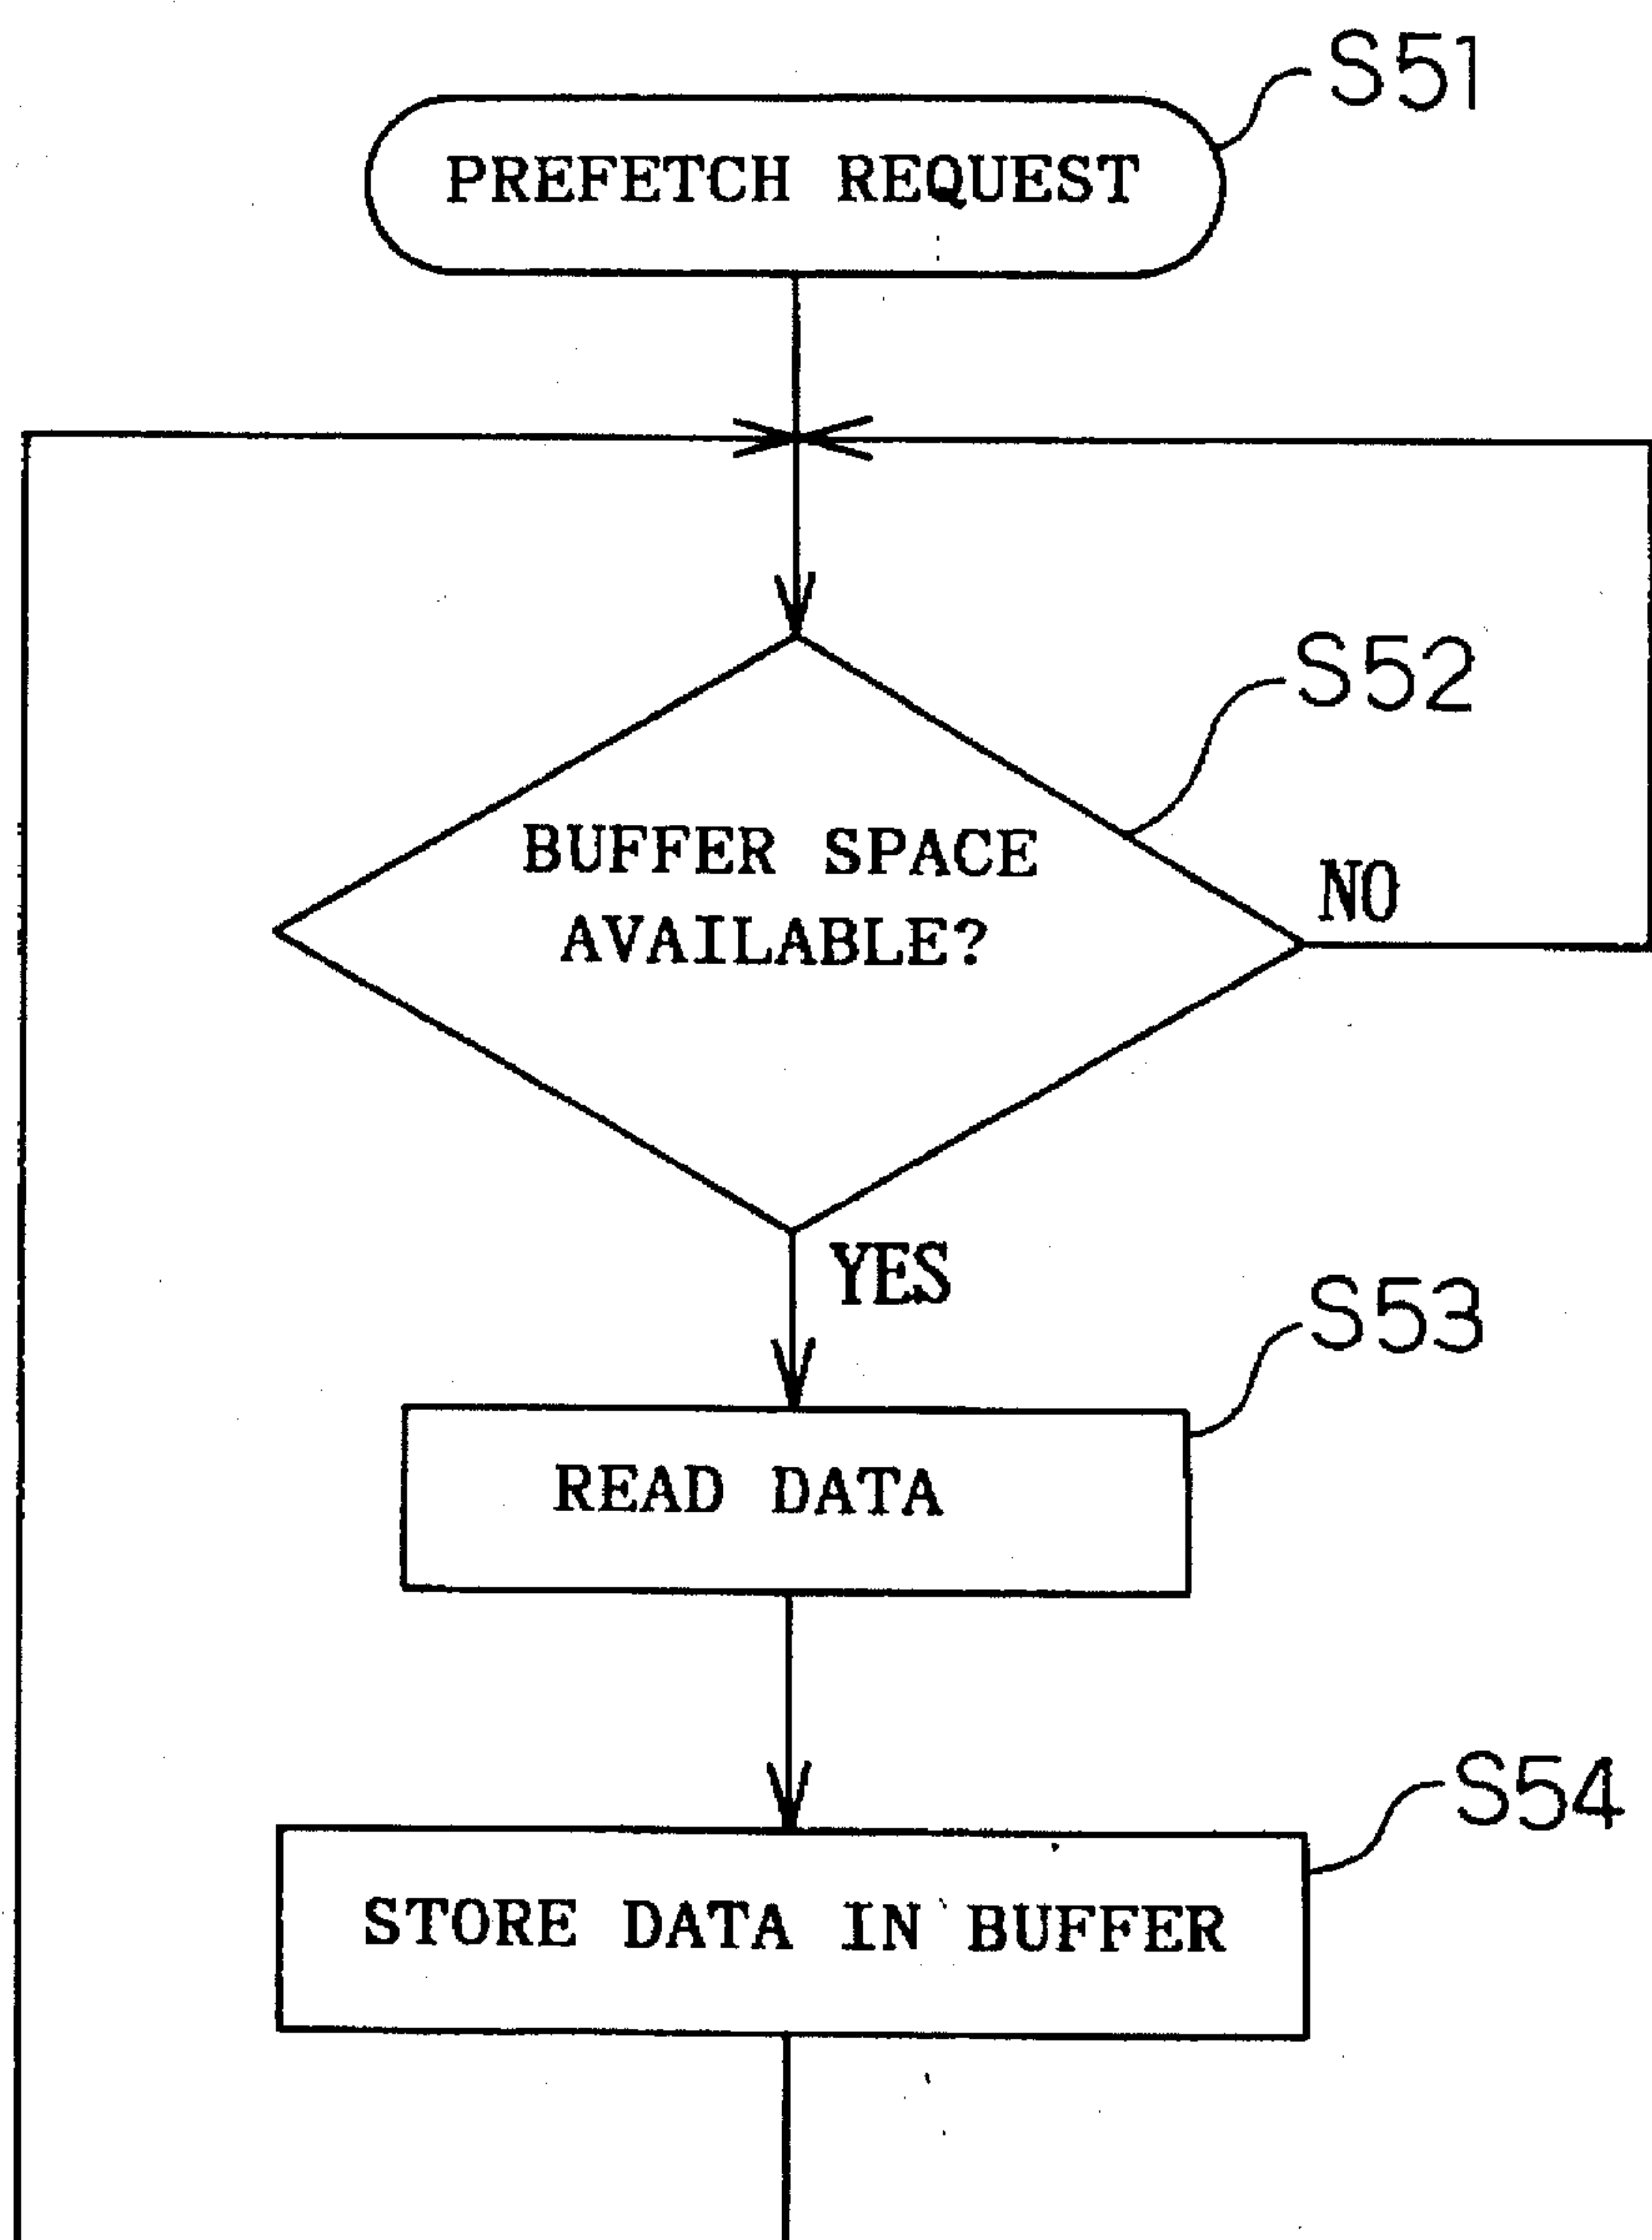 S51
PREFETCH REQUEST
S52
BUFFER SPACE
AVAILABLE?
NO
YES
S53
READ DATA
S54
STORE DATA IN BUFFER